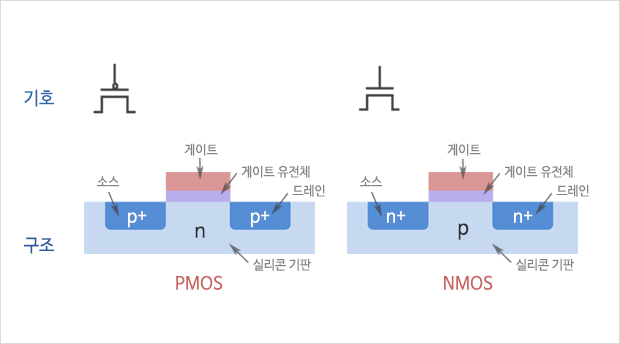 기호
구조
게이트
게이트 유전체
소스
드레인
p+
n
p+
실리콘 기판
PMOS
게이트
게이트 유전체
소스
드레인
n+
p
n+
실리콘 기판
NMOS